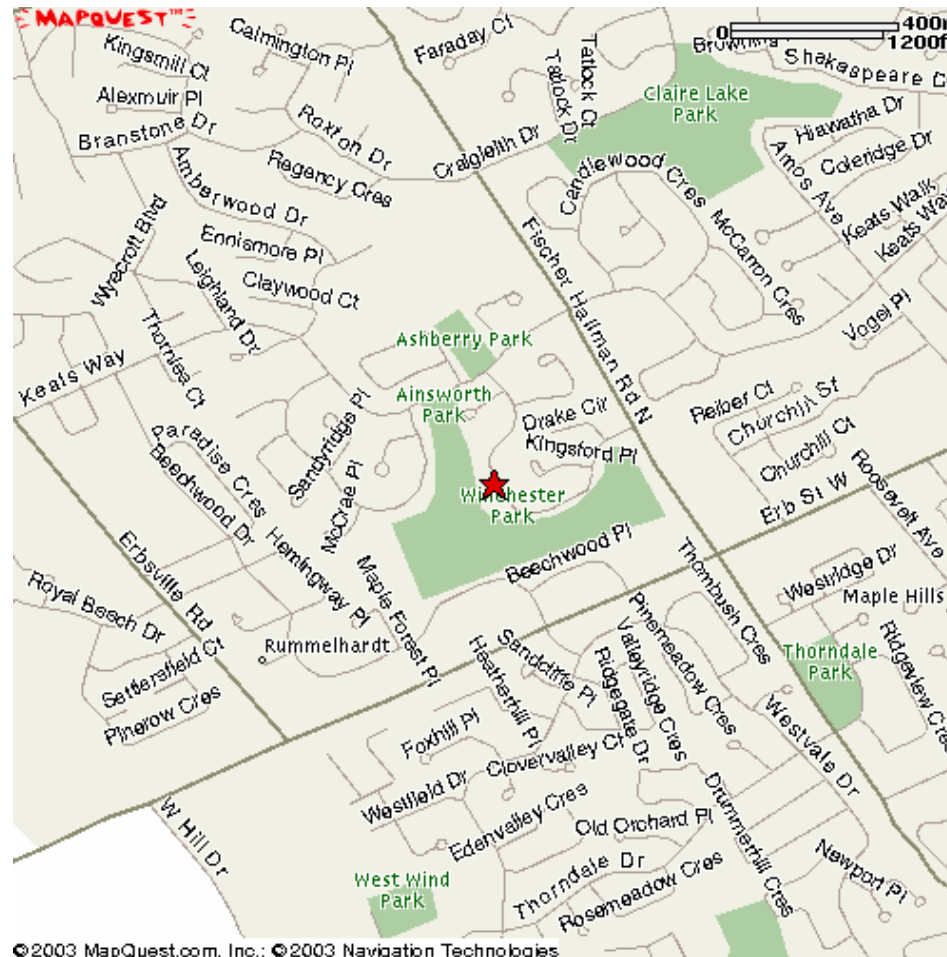 MAPQUEST™
0 400m
1200ft
Kingsmill Ct
Calmington Pl
Faraday Ct
Tatlock Ct
Tatlock Dr
Shakespeare
Alexmuir Pl
Branstone Dr
Roxton Dr
Claire Lake
Park
Hiawatha Dr
Coleridge Dr
Craigleith Dr
Regency Cres
Candlewood Cres
Amos Ave
Amberwood Dr
Keats Walk
McCarron Cres
Wyecroft Blvd
Ennismore Pl
Leighland Dr
Claywood Ct
Fischer Hallman Rd N
Vogel Pl
Thornlea Ct
Ashberry Park
Keats Way
Ainsworth
Park
Sandyridge Pl
Drake Cir
Kingsford Pl
Reiber Ct
Churchill St
Churchill Ct
Paradise Cres
Beechwood Dr
McCrae Pl
Winchester
Park
Erb St W
Roosevelt Ave
Erbsville Rd
Hemingway Pl
Maple Forest Pl
Beechwood Pl
Thornbush Cres
Westridge Dr
Maple Hills
Royal Beech Dr
Rummelhardt
Settlersfield Ct
Pinerow Cres
Heatherhill Pl
Sandcliffe Pl
Ridgegate Dr
Valleyridge Cres
Pinemeadow Cres
Thorndale
Park
Ridgeview Cres
Foxhill Pl
Clovervalley Ct
Westvale Dr
Westfield Dr
W Hill Dr
Edenvalley Cres
Old Orchard Pl
Drummerhill Cres
West Wind
Park
Thorndale Dr
Rosemeadow Cres
Newport Pl
©2003 MapQuest.com, Inc.; ©2003 Navigation Technologies